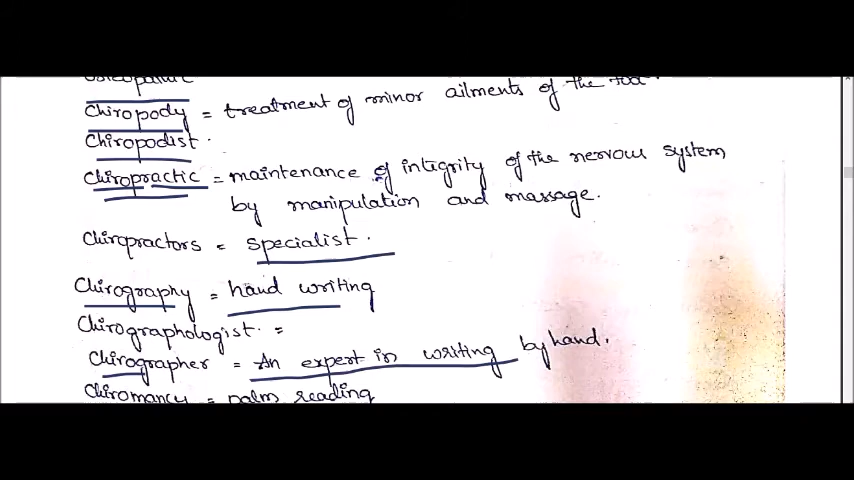 Chiropody = treatment of minor ailments of the foot.
Chiropodist.
Chiropractic = maintenance of integrity of the nervous system
by manipulation and massage.
Chiropractors = specialist.
Chirography = hand writing
Chirographologist. =
Chirographer = An expert in writing by hand.
Chiromancy = palm reading